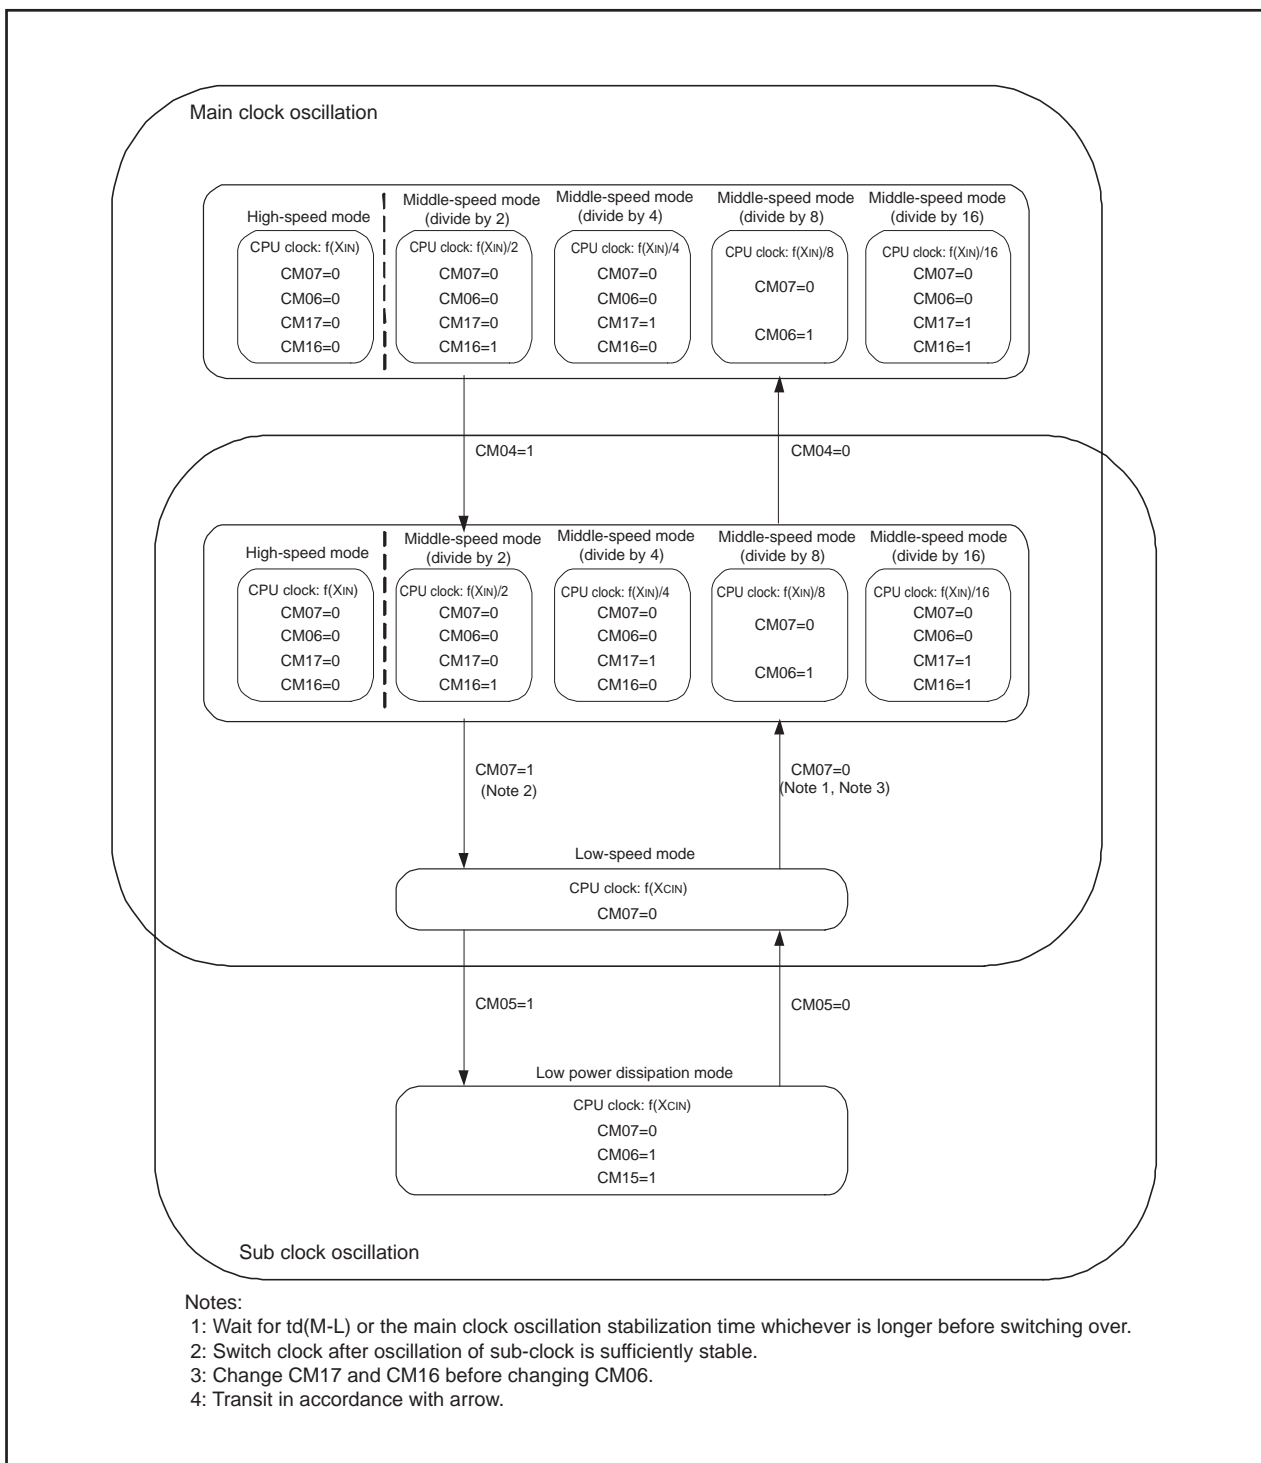 Main clock oscillation
High-speed mode
Middle-speed mode
(divide by 2)
Middle-speed mode
(divide by 4)
Middle-speed mode
(divide by 8)
Middle-speed mode
(divide by 16)
CPU clock: f(XIN)
CM07=0
CM06=0
CM17=0
CM16=0
CPU clock: f(XIN)/2
CM07=0
CM06=0
CM17=0
CM16=1
CPU clock: f(XIN)/4
CM07=0
CM06=0
CM17=1
CM16=0
CPU clock: f(XIN)/8
CM07=0
CM06=1
CPU clock: f(XIN)/16
CM07=0
CM06=0
CM17=1
CM16=1
CM04=1
CM04=0
High-speed mode
Middle-speed mode
(divide by 2)
Middle-speed mode
(divide by 4)
Middle-speed mode
(divide by 8)
Middle-speed mode
(divide by 16)
CPU clock: f(XIN)
CM07=0
CM06=0
CM17=0
CM16=0
CPU clock: f(XIN)/2
CM07=0
CM06=0
CM17=0
CM16=1
CPU clock: f(XIN)/4
CM07=0
CM06=0
CM17=1
CM16=0
CPU clock: f(XIN)/8
CM07=0
CM06=1
CPU clock: f(XIN)/16
CM07=0
CM06=0
CM17=1
CM16=1
CM07=1
(Note 2)
CM07=0
(Note 1, Note 3)
Low-speed mode
CPU clock: f(XCIN)
CM07=0
CM05=1
CM05=0
Low power dissipation mode
CPU clock: f(XCIN)
CM07=0
CM06=1
CM15=1
Sub clock oscillation
Notes:
1: Wait for td(M-L) or the main clock oscillation stabilization time whichever is longer before switching over.
2: Switch clock after oscillation of sub-clock is sufficiently stable.
3: Change CM17 and CM16 before changing CM06.
4: Transit in accordance with arrow.